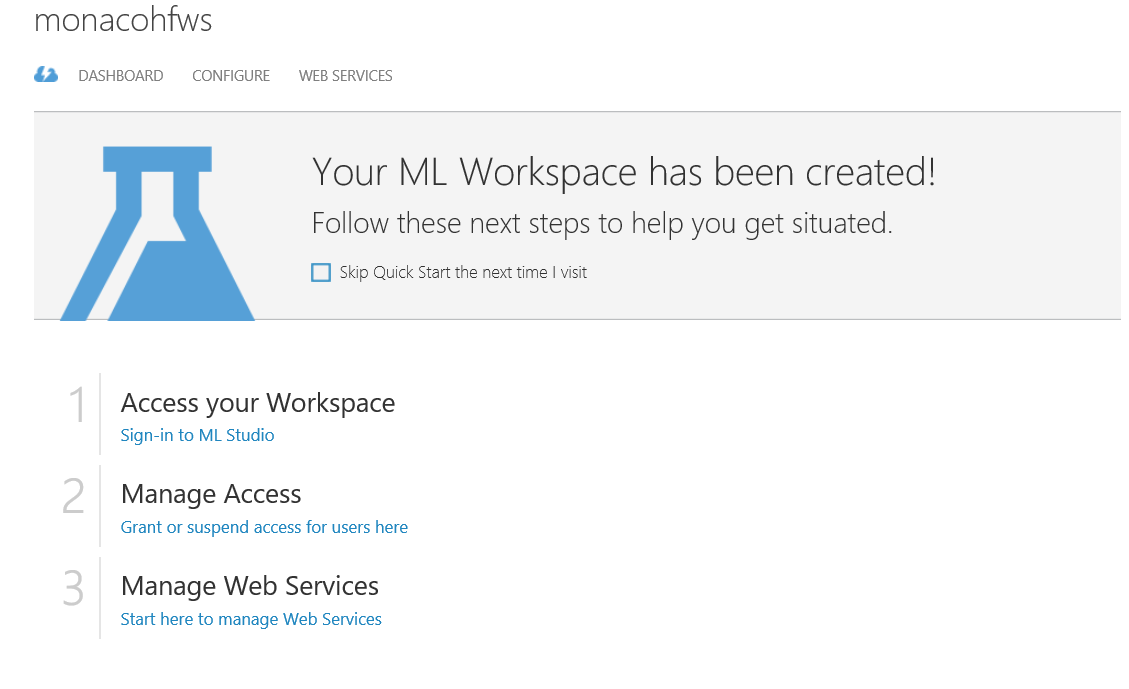 monacohfws
DASHBOARD CONFIGURE WEB SERVICES
Your ML Workspace has been created!
Follow these next steps to help you get situated.
Skip Quick Start the next time I visit
1 Access your Workspace
Sign-in to ML Studio
2 Manage Access
Grant or suspend access for users here
3 Manage Web Services
Start here to manage Web Services